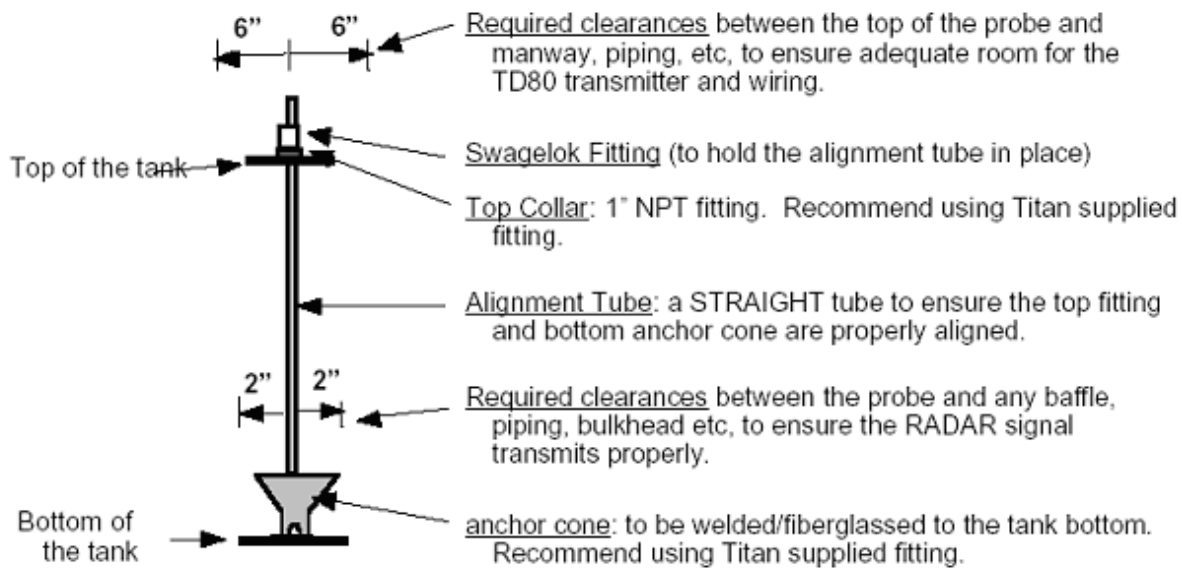 6” 6”
Required clearances between the top of the probe and
manway, piping, etc, to ensure adequate room for the
TD80 transmitter and wiring.
Top of the tank
Swagelok Fitting (to hold the alignment tube in place)
Top Collar: 1” NPT fitting. Recommend using Titan supplied
fitting.
Alignment Tube: a STRAIGHT tube to ensure the top fitting
and bottom anchor cone are properly aligned.
2” 2”
Required clearances between the probe and any baffle,
piping, bulkhead etc, to ensure the RADAR signal
transmits properly.
Bottom of
the tank
anchor cone: to be welded/fiberglassed to the tank bottom.
Recommend using Titan supplied fitting.